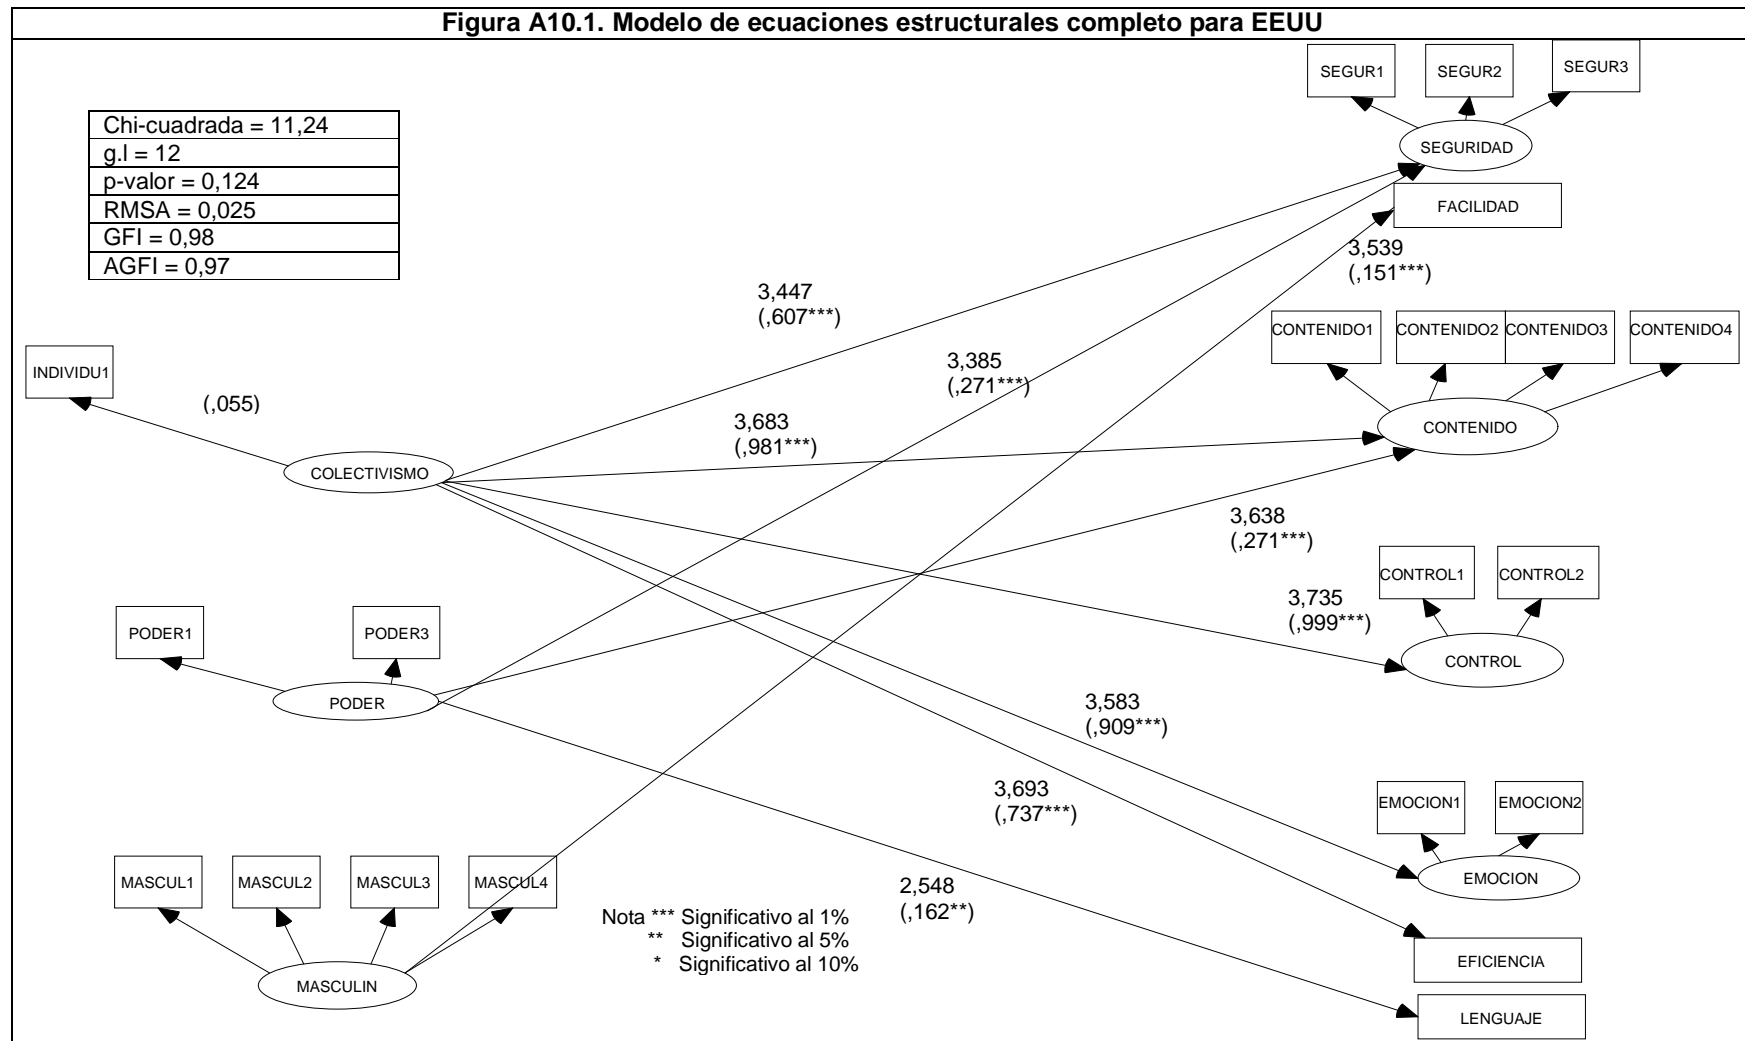 Figura A10.1. Modelo de ecuaciones estructurales completo para EEUU
SEGUR1
SEGUR2
SEGUR3
Chi-cuadrada = 11,24
g.l = 12
p-valor = 0,124
RMSA = 0,025
GFI = 0,98
AGFI = 0,97
SEGURIDAD
FACILIDAD
3,539
(,151***)
3,447
(,607***)
CONTENIDO1
CONTENIDO2
CONTENIDO3
CONTENIDO4
INDIVIDU1
3,385
(,271***)
(,055)
3,683
(,981***)
CONTENIDO
COLECTIVISMO
3,638
(,271***)
CONTROL1
CONTROL2
3,735
(,999***)
PODER1
PODER3
CONTROL
PODER
3,583
(,909***)
3,693
(,737***)
EMOCION1
EMOCION2
MASCUL1
MASCUL2
MASCUL3
MASCUL4
EMOCION
2,548
(,162**)
Nota *** Significativo al 1%
** Significativo al 5%
* Significativo al 10%
EFICIENCIA
MASCULIN
LENGUAJE